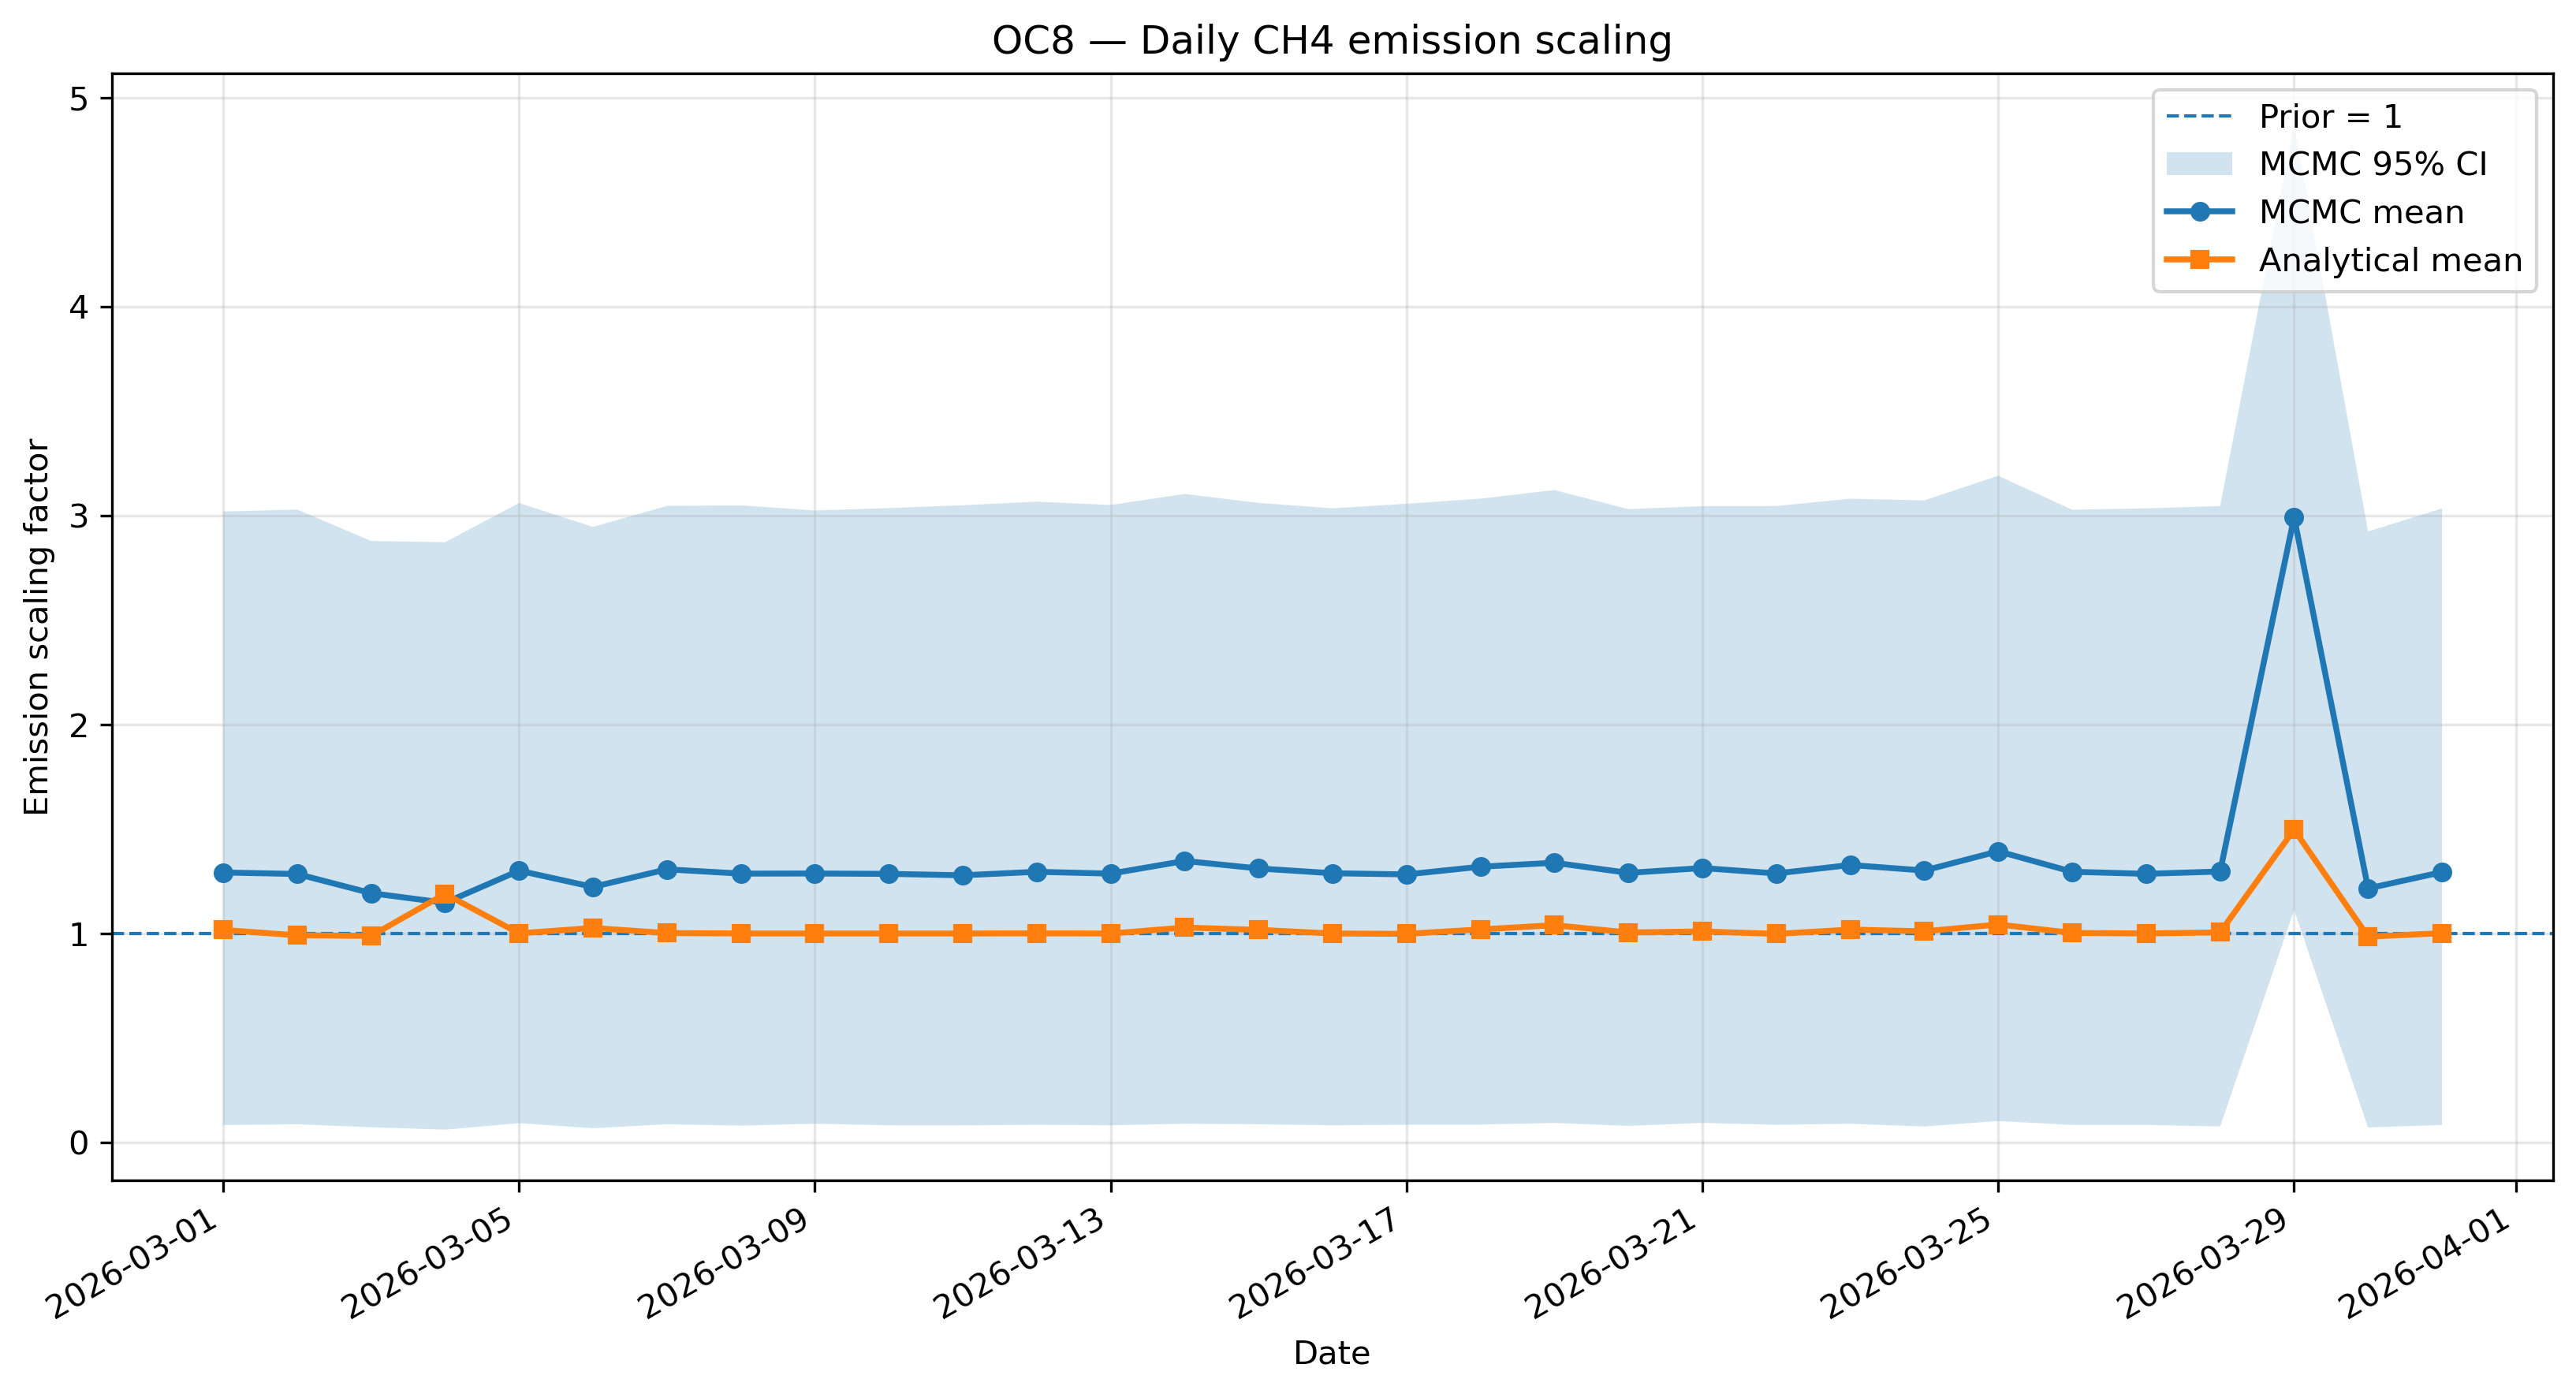 OC8 — Daily CH4 emission scaling
Prior = 1
MCMC 95% CI
MCMC mean
Analytical mean
Emission scaling factor
5
4
3
2
1
0
2026-03-01
2026-03-05
2026-03-09
2026-03-13
2026-03-17
2026-03-21
2026-03-25
2026-03-29
2026-04-01
Date